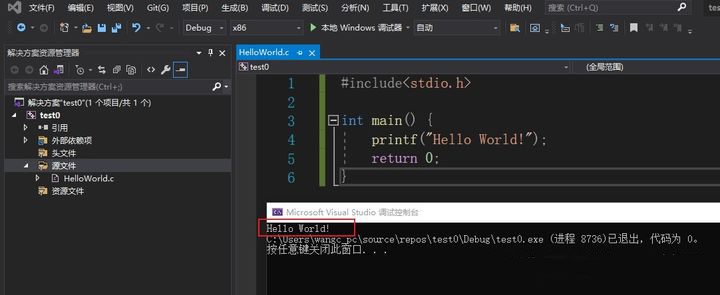 文件(F) 编辑(E) 视图(V) Git(G) 项目(P) 生成(B) 调试(D) 测试(S) 分析(N) 工具(T) 扩展(X) 窗口(W) 帮助(H) 搜索 (Ctrl+Q) te
Debug x86 本地 Windows 调试器 自动
解决方案资源管理器
搜索解决方案资源管理器(Ctrl+;)
解决方案"test0"(1 个项目/共 1 个)
test0
引用
外部依赖项
头文件
源文件
HelloWorld.c
资源文件
HelloWorld.c
test0 (全局范围)
1 #include<stdio.h>
2
3 int main() {
4 printf("Hello World!");
5 return 0;
6 }
Microsoft Visual Studio 调试控制台
Hello World!
C:\Users\wangc_pc\source\repos\test0\Debug\test0.exe (进程 8736)已退出，代码为 0。
按任意键关闭此窗口. . .